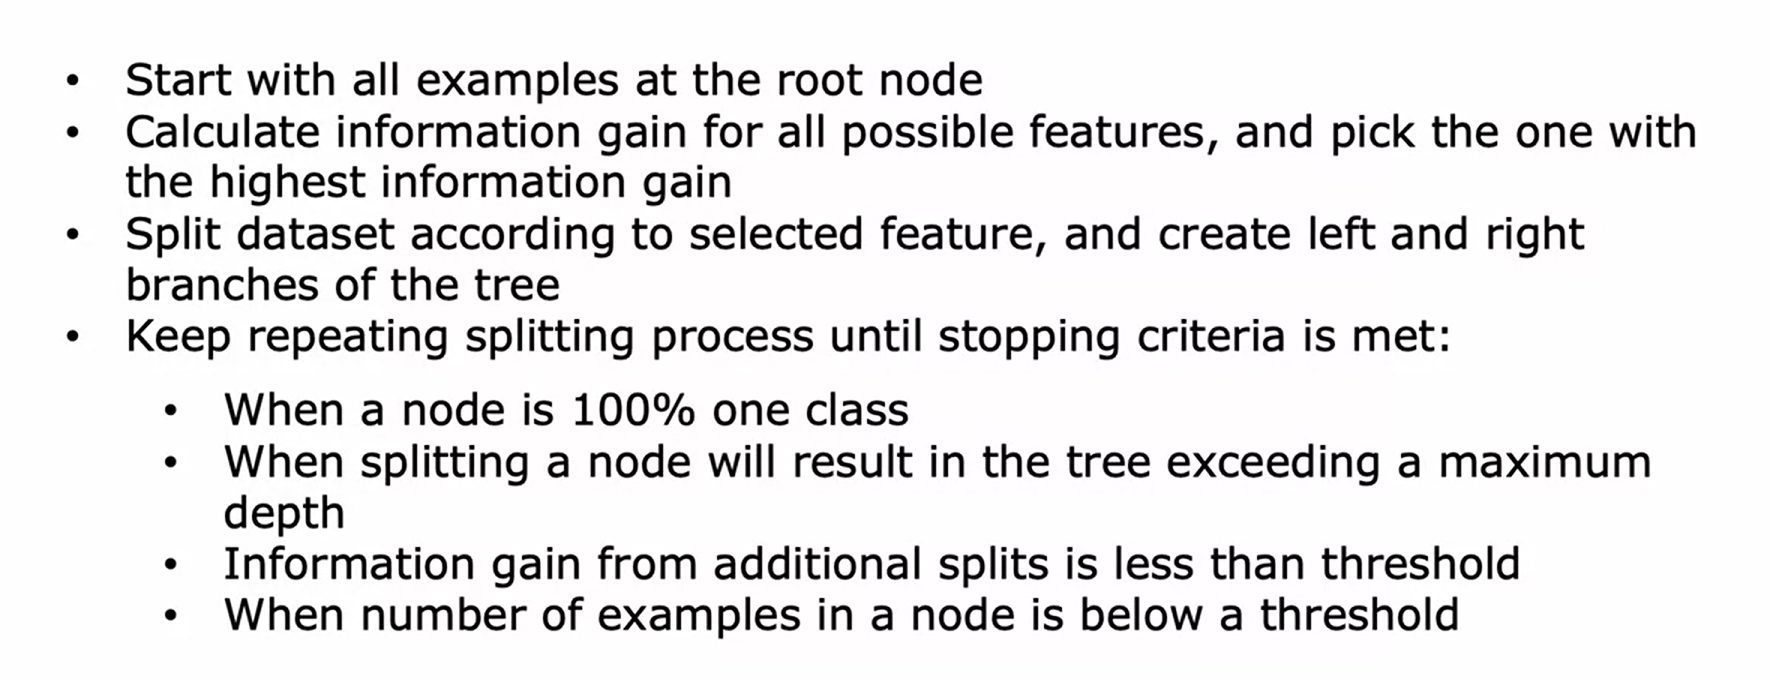 • Start with all examples at the root node
• Calculate information gain for all possible features, and pick the one with
the highest information gain
• Split dataset according to selected feature, and create left and right
branches of the tree
• Keep repeating splitting process until stopping criteria is met:
• When a node is 100% one class
• When splitting a node will result in the tree exceeding a maximum
depth
• Information gain from additional splits is less than threshold
• When number of examples in a node is below a threshold